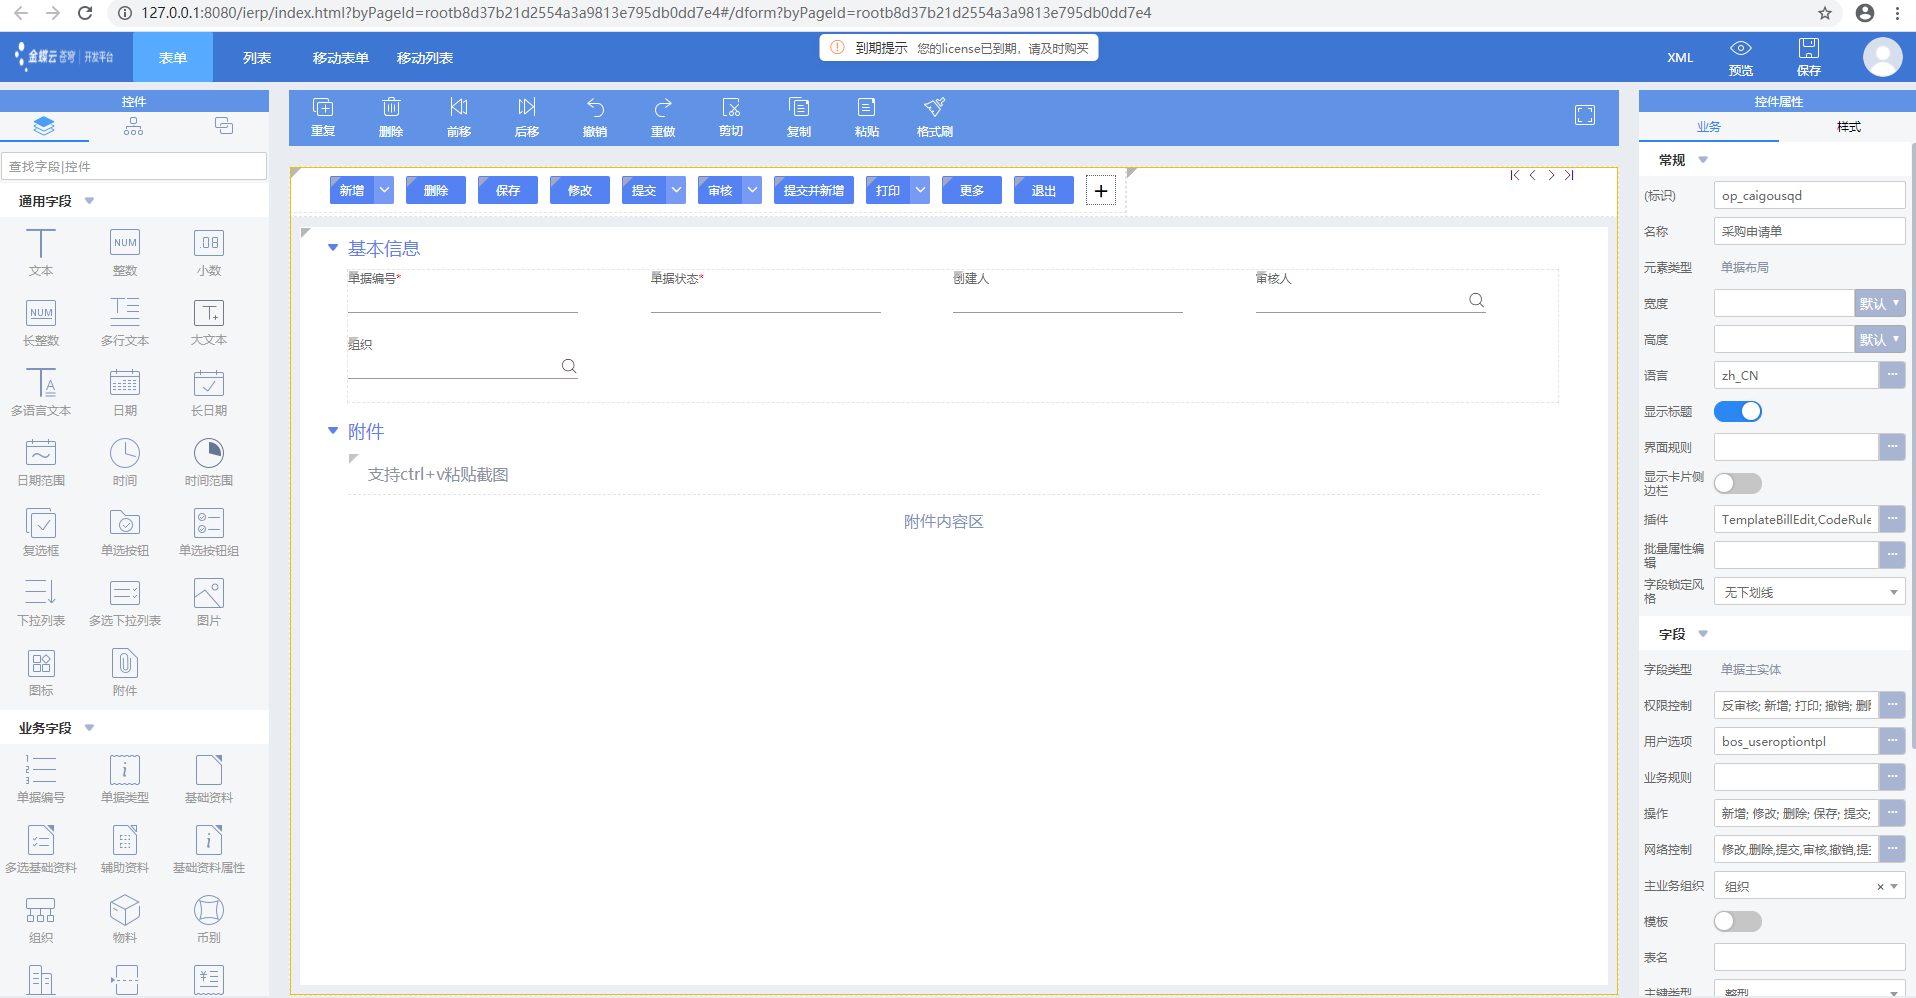 127.0.0.1:8080/ierp/index.html?byPageId=rootb8d37b21d2554a3a9813e795db0dd7e4#/dform?byPageId=rootb8d37b21d2554a3a9813e795db0dd7e4
金蝶云 苍穹 | 开发平台
表单
列表
移动表单
移动列表
到期提示 您的license已到期，请及时购买
XML
预览
保存
控件
查找字段|控件
通用字段
文本 整数 小数
NUM .08
长整数 多行文本 大文本
NUM
多语言文本 日期 长日期
日期范围 时间 时间范围
复选框 单选按钮 单选按钮组
下拉列表 多选下拉列表 图片
图标 附件
业务字段
单据编号 单据类型 基础资料
多选基础资料 辅助资料 基础资料属性
组织 物料 币别
重复 删除 前移 后移 撤销 重做 剪切 复制 粘贴 格式刷
新增 删除 保存 修改 提交 审核 提交并新增 打印 更多 退出 +
基本信息
单据编号* 单据状态* 创建人 审核人
组织
附件
支持ctrl+v粘贴截图
附件内容区
控件属性
业务 样式
常规
(标识) op_caigousqd
名称 采购申请单
元素类型 单据布局
宽度 默认
高度 默认
语言 zh_CN ...
显示标题
界面规则 ...
显示卡片侧
边栏
插件 TemplateBillEdit,CodeRule ...
批量属性编
辑 ...
字段锁定风
格 无下划线
字段
字段类型 单据主实体
权限控制 反审核; 新增; 打印; 撤销; ...
用户选项 bos_useroptiontpl ...
业务规则 ...
操作 新增; 修改; 删除; 保存; 提交; ...
网络控制 修改,删除,提交,审核,撤销, ...
主业务组织 组织 ×
模板
表名
主键类型 整型